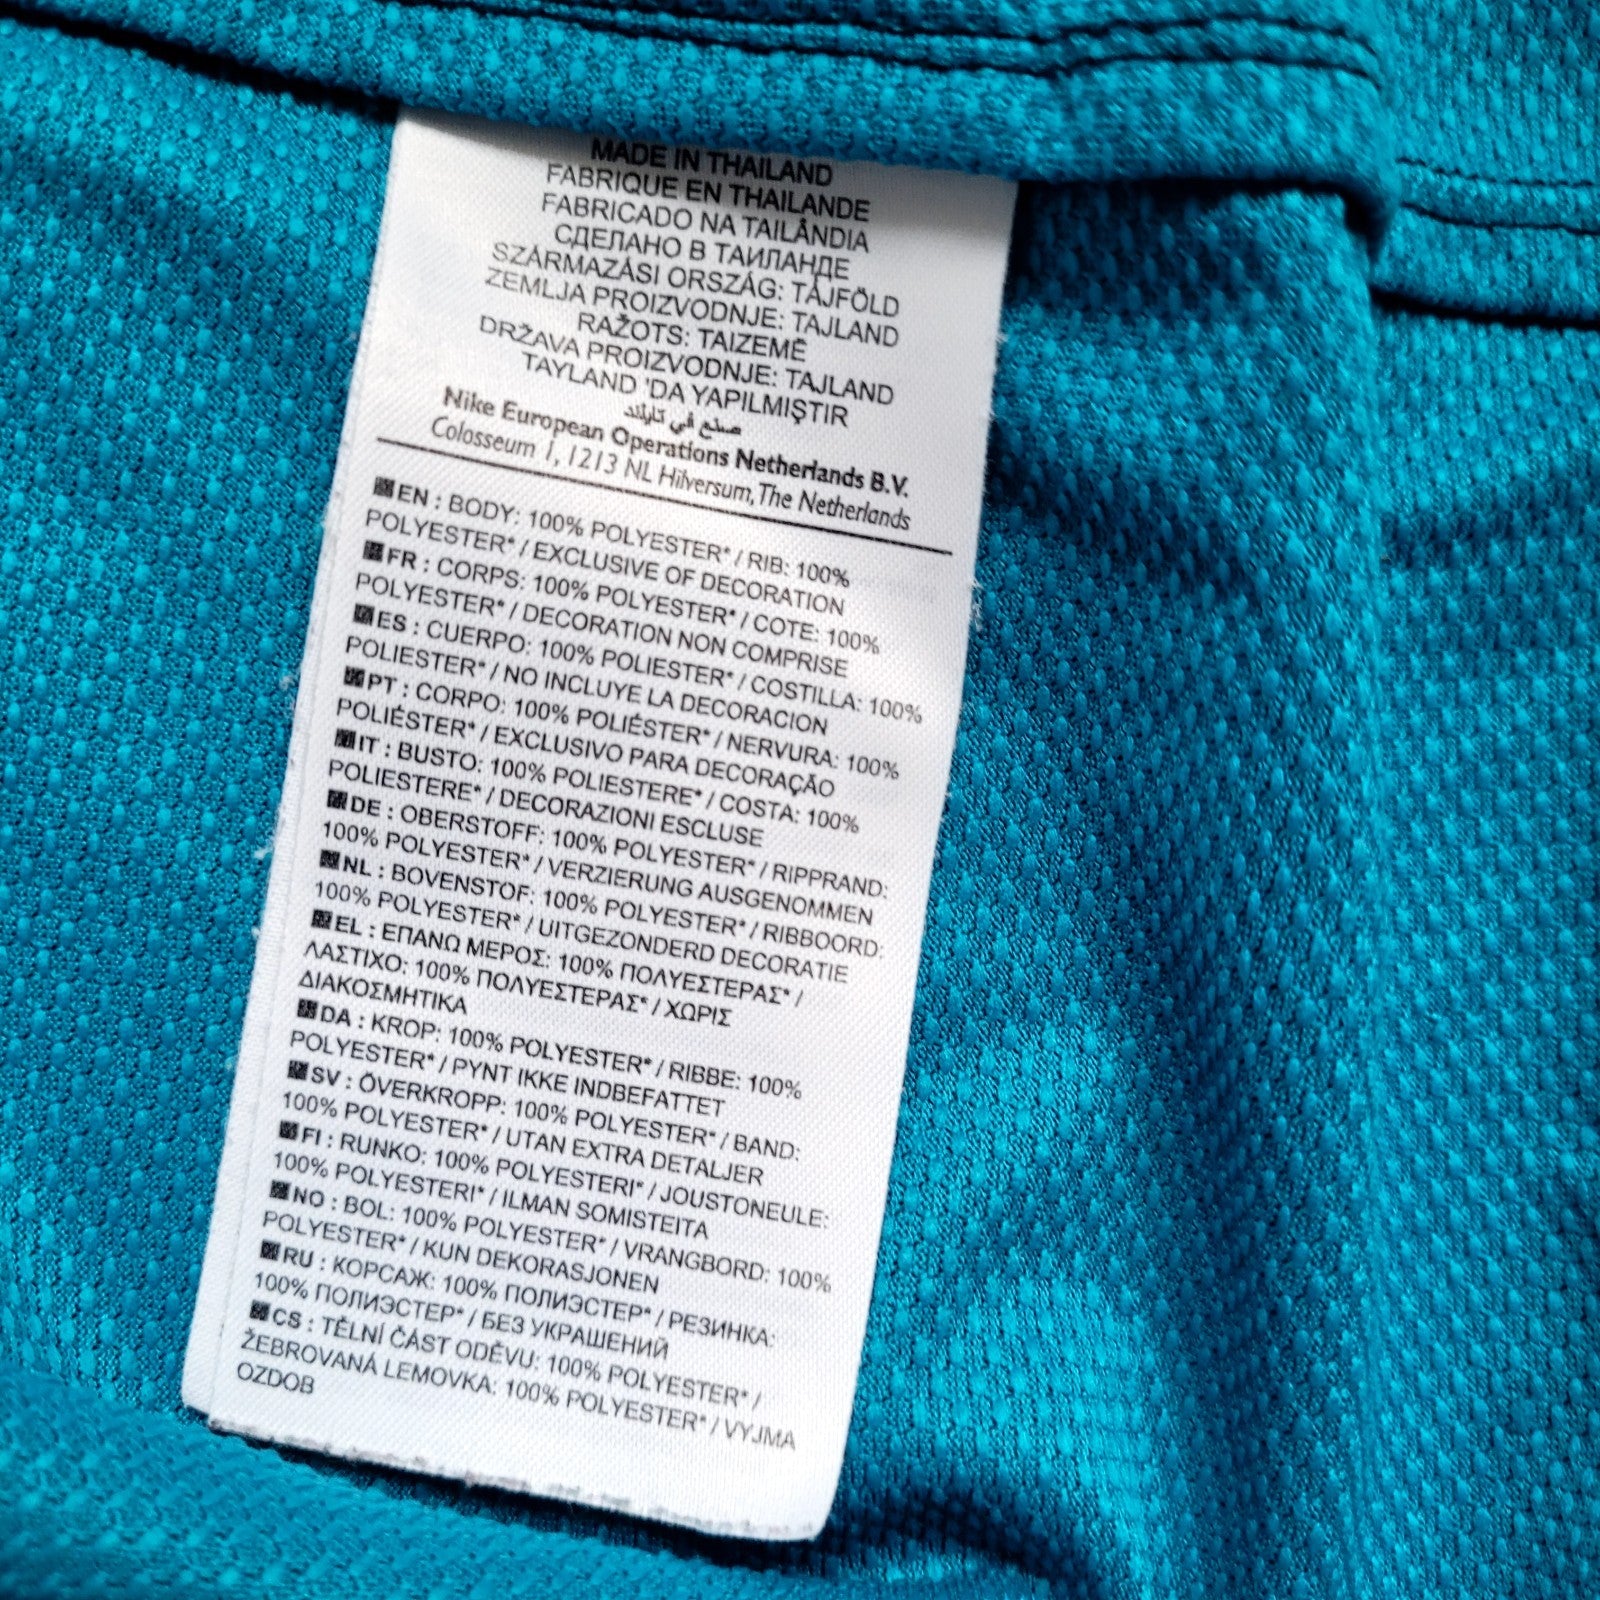 MADE IN THAILAND
FABRIQUE EN THAILANDE
FABRICADO NA TAILÂNDIA
СДЕЛАНО В ТАИЛАНДЕ
SZÁRMAZÁSI ORSZÁG: TÁJFÖLD
ZEMLJA PROIZVODNJE: TAJLAND
RAŽOTS: TAIZEMĒ
DRŽAVA PROIZVODNJE: TAJLAND
TAYLAND 'DA YAPILMIŞTIR
صنع في تايلاند
Nike European Operations Netherlands B.V.
Colosseum 1, 1213 NL Hilversum, The Netherlands
EN : BODY: 100% POLYESTER* / RIB: 100%
POLYESTER* / EXCLUSIVE OF DECORATION
FR : CORPS: 100% POLYESTER* / COTE: 100%
POLYESTER* / DECORATION NON COMPRISE
ES : CUERPO: 100% POLIESTER* / COSTILLA: 100%
POLIESTER* / NO INCLUYE LA DECORACION
PT : CORPO: 100% POLIÉSTER* / NERVURA: 100%
POLIÉSTER* / EXCLUSIVO PARA DECORAÇÃO
IT : BUSTO: 100% POLIESTERE* / COSTA: 100%
POLIESTERE* / DECORAZIONI ESCLUSE
DE : OBERSTOFF: 100% POLYESTER* / RIPPRAND:
100% POLYESTER* / VERZIERUNG AUSGENOMMEN
NL : BOVENSTOF: 100% POLYESTER* / RIBBOORD:
100% POLYESTER* / UITGEZONDERD DECORATIE
EL : ΕΠΑΝΩ ΜΕΡΟΣ: 100% ΠΟΛΥΕΣΤΕΡΑΣ* /
ΛΑΣΤΙΧΟ: 100% ΠΟΛΥΕΣΤΕΡΑΣ* / ΧΩΡΙΣ
ΔΙΑΚΟΣΜΗΤΙΚΑ
DA : KROP: 100% POLYESTER* / RIBBE: 100%
POLYESTER* / PYNT IKKE INDBEFATTET
SV : ÖVERKROPP: 100% POLYESTER* / BAND:
100% POLYESTER* / UTAN EXTRA DETALJER
FI : RUNKO: 100% POLYESTERI* / JOUSTONEULE:
100% POLYESTERI* / ILMAN SOMISTEITA
NO : BOL: 100% POLYESTER* / VRANGBORD: 100%
POLYESTER* / KUN DEKORASJONEN
RU : КОРСАЖ: 100% ПОЛИЭСТЕР* / РЕЗИНКА:
100% ПОЛИЭСТЕР* / БЕЗ УКРАШЕНИЙ
CS : TĚLNÍ ČÁST ODĚVU: 100% POLYESTER* /
ŽEBROVANÁ LEMOVKA: 100% POLYESTER* / VYJMA
OZDOB